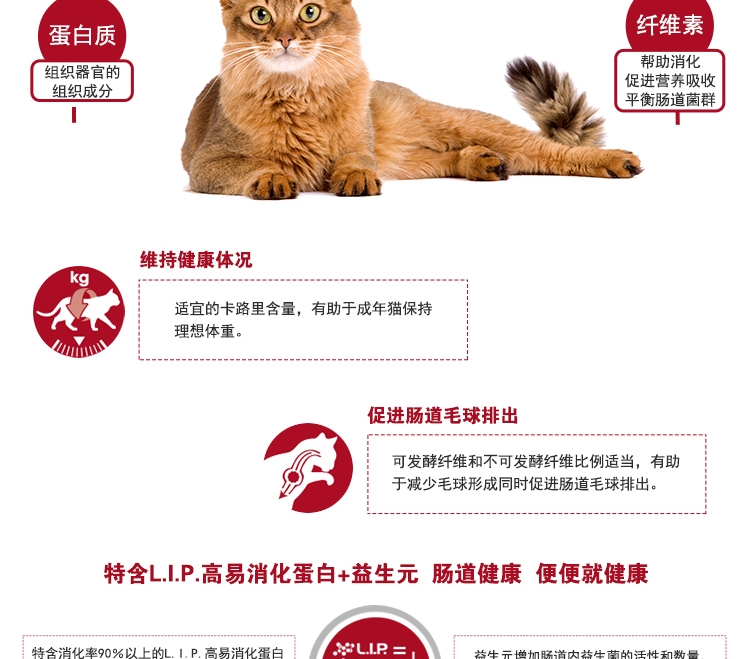 蛋白质
组织器官的
组织成分
纤维素
帮助消化
促进营养吸收
平衡肠道菌群
维持健康体况
kg
适宜的卡路里含量，有助于成年猫保持
理想体重。
促进肠道毛球排出
可发酵纤维和不可发酵纤维比例适当，有助
于减少毛球形成同时促进肠道毛球排出。
特含L.I.P.高易消化蛋白+益生元 肠道健康 便便就健康
特含消化率90%以上的L.I.P.高易消化蛋白
L.I.P. =
益生元增加肠道内益生菌的活性和数量，